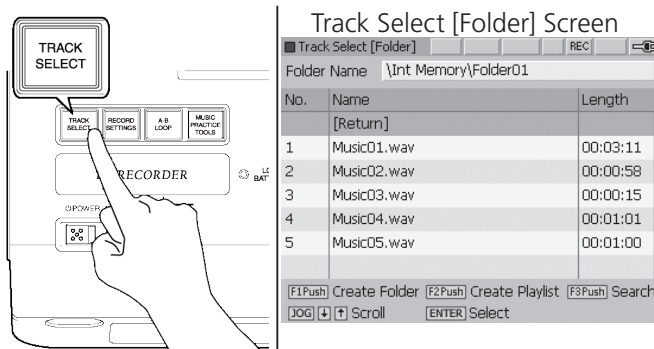 TRACK
SELECT
TRACK
SELECT
RECORD
SETTINGS
A-B
LOOP
MUSIC
PRACTICE
TOOLS
RECORDER
BAT
POWER
Track Select [Folder] Screen
Track Select [Folder] REC
Folder Name \Int Memory\Folder01
No. Name Length
[Return]
1 Music01.wav 00:03:11
2 Music02.wav 00:00:58
3 Music03.wav 00:00:15
4 Music04.wav 00:01:01
5 Music05.wav 00:01:00
F1Push Create Folder F2Push Create Playlist F3Push Search
JOG ↓ ↑ Scroll ENTER Select